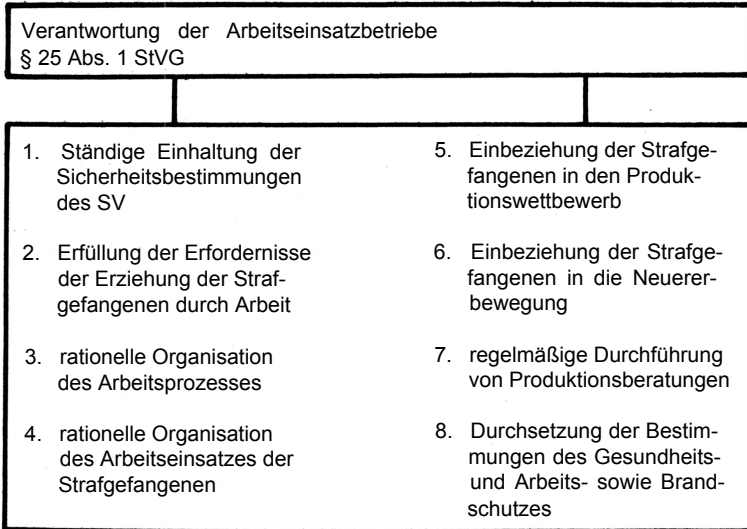 Verantwortung der Arbeitseinsatzbetriebe
§ 25 Abs. 1 StVG
1. Ständige Einhaltung der
Sicherheitsbestimmungen
des SV
2. Erfüllung der Erfordernisse
der Erziehung der Straf-
gefangenen durch Arbeit
3. rationelle Organisation
des Arbeitsprozesses
4. rationelle Organisation
des Arbeitseinsatzes der
Strafgefangenen
5. Einbeziehung der Strafge-
fangenen in den Produk-
tionswettbewerb
6. Einbeziehung der Strafge-
fangenen in die Neuerer-
bewegung
7. regelmäßige Durchführung
von Produktionsberatungen
8. Durchsetzung der Bestim-
mungen des Gesundheits-
und Arbeits- sowie Brand-
schutzes